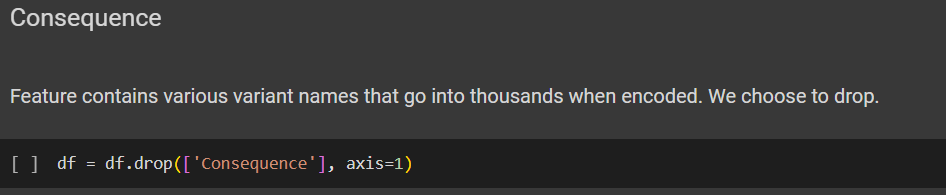 Consequence
Feature contains various variant names that go into thousands when encoded. We choose to drop.
[ ] df = df.drop(['Consequence'], axis=1)